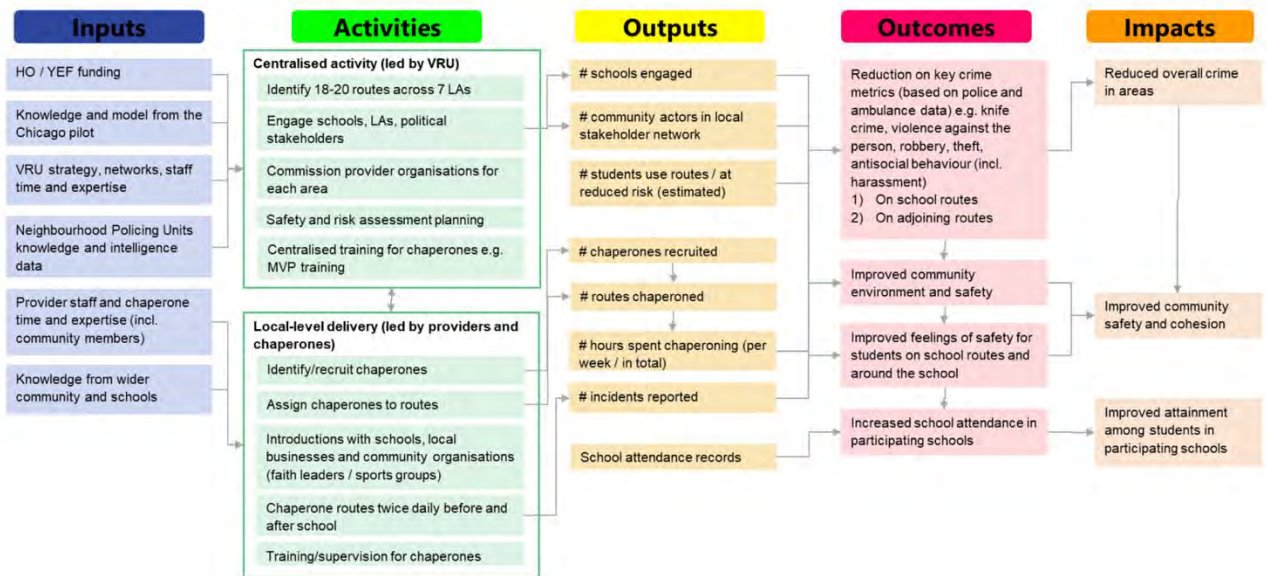 Inputs
HO / YEF funding
Knowledge and model from the
Chicago pilot
VRU strategy, networks, staff
time and expertise
Neighbourhood Policing Units
knowledge and intelligence
data
Provider staff and chaperone
time and expertise (incl.
community members)
Knowledge from wider
community and schools
Activities
Centralised activity (led by VRU)
Identify 18-20 routes across 7 LAs
Engage schools, LAs, political
stakeholders
Commission provider organisations for
each area
Safety and risk assessment planning
Centralised training for chaperones e.g.
MVP training
Local-level delivery (led by providers and
chaperones)
Identify/recruit chaperones
Assign chaperones to routes
Introductions with schools, local
businesses and community organisations
(faith leaders / sports groups)
Chaperone routes twice daily before and
after school
Training/supervision for chaperones
Outputs
# schools engaged
# community actors in local
stakeholder network
# students use routes / at
reduced risk (estimated)
# chaperones recruited
# routes chaperoned
# hours spent chaperoning (per
week / in total)
# incidents reported
School attendance records
Outcomes
Reduction on key crime
metrics (based on police and
ambulance data) e.g. knife
crime, violence against the
person, robbery, theft,
antisocial behaviour (incl.
harassment)
1) On school routes
2) On adjoining routes
Improved community
environment and safety
Improved feelings of safety for
students on school routes and
around the school
Increased school attendance in
participating schools
Impacts
Reduced overall crime
in areas
Improved community
safety and cohesion
Improved attainment
among students in
participating schools